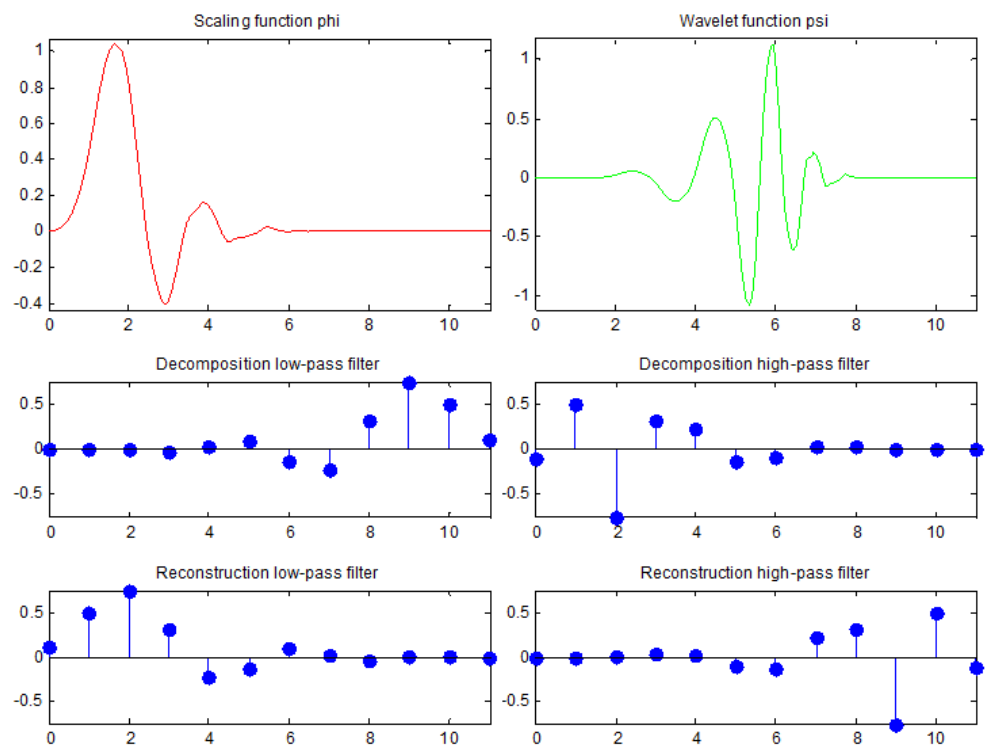 Scaling function phi
1
0.8
0.6
0.4
0.2
0
-0.2
-0.4
0 2 4 6 8 10
Wavelet function psi
1
0.5
0
-0.5
-1
0 2 4 6 8 10
Decomposition low-pass filter
0.5
0
-0.5
0 2 4 6 8 10
Decomposition high-pass filter
0.5
0
-0.5
0 2 4 6 8 10
Reconstruction low-pass filter
0.5
0
-0.5
0 2 4 6 8 10
Reconstruction high-pass filter
0.5
0
-0.5
0 2 4 6 8 10